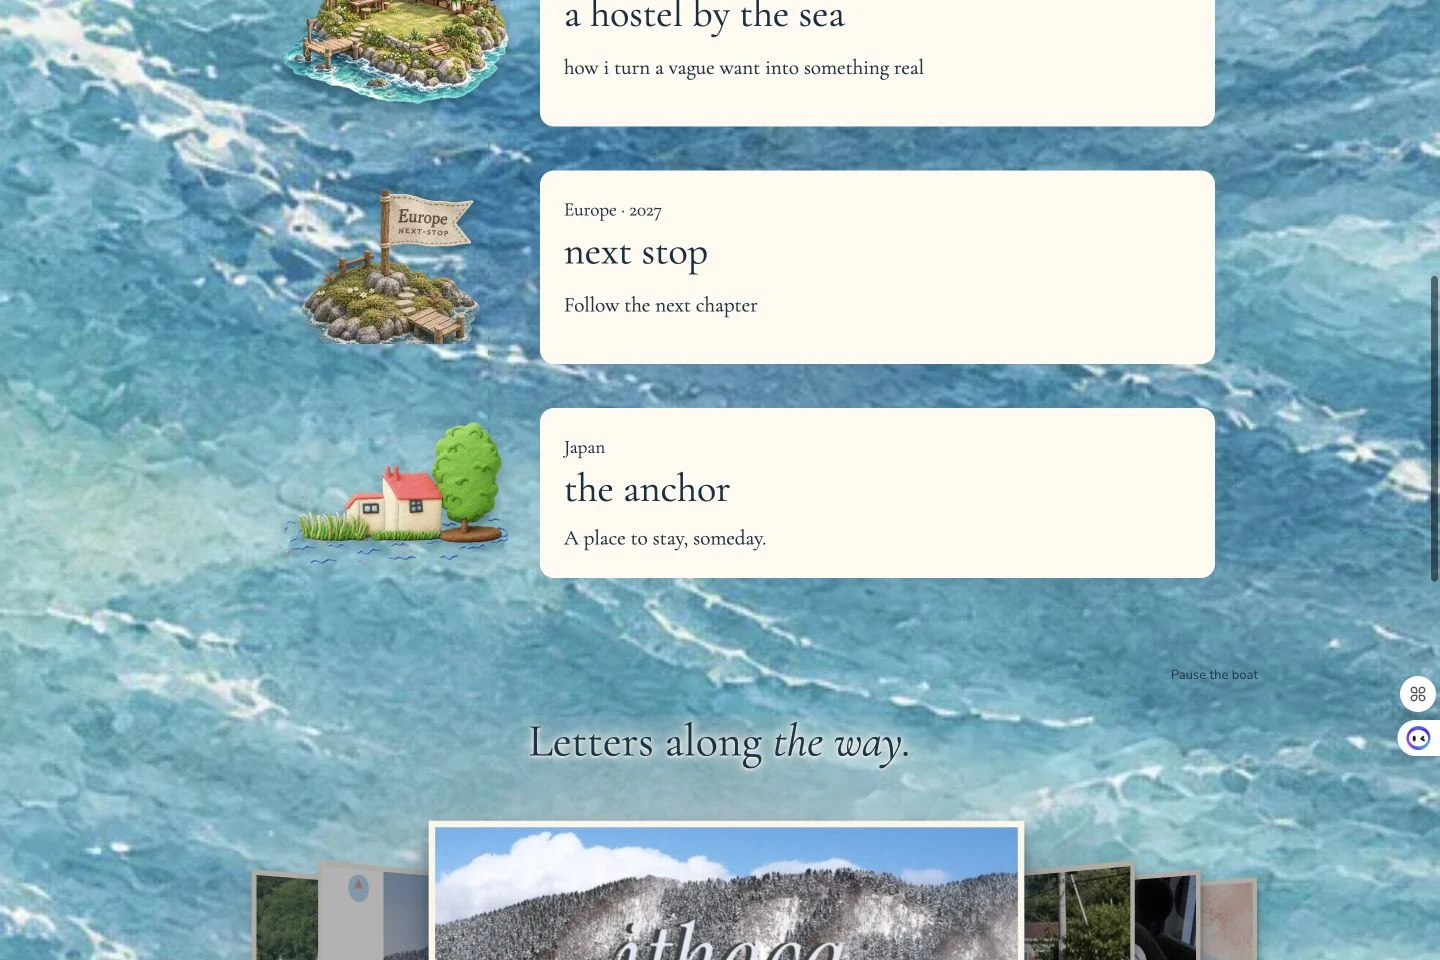 a hostel by the sea
how i turn a vague want into something real
Europe
NEXT-STOP
Europe · 2027
next stop
Follow the next chapter
Japan
the anchor
A place to stay, someday.
Pause the boat
Letters along the way.
ithaca